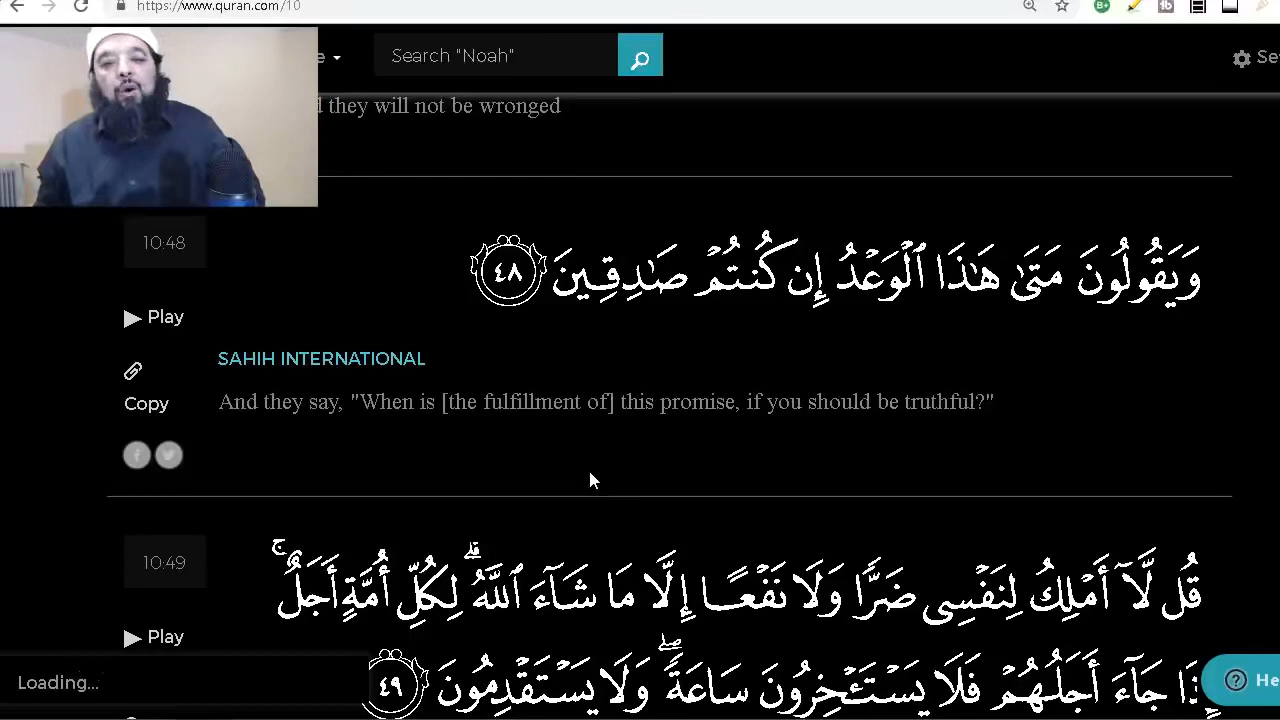 https://www.quran.com/10
e
Search "Noah"
Se
d they will not be wronged
10:48
وَيَقُولُونَ مَتَىٰ هَـٰذَا ٱلْوَعْدُ إِن كُنتُمْ صَـٰدِقِينَ ٤٨
Play
SAHIH INTERNATIONAL
Copy
And they say, "When is [the fulfillment of] this promise, if you should be truthful?"
10:49
قُل لَّآ أَمْلِكُ لِنَفْسِى ضَرًّا وَلَا نَفْعًا إِلَّا مَا شَآءَ ٱللَّهُ ۗ لِكُلِّ أُمَّةٍ أَجَلٌ ۚ
Play
إِذَا جَآءَ أَجَلُهُمْ فَلَا يَسْتَـْٔخِرُونَ سَاعَةً ۖ وَلَا يَسْتَقْدِمُونَ ٤٩
Loading...
He